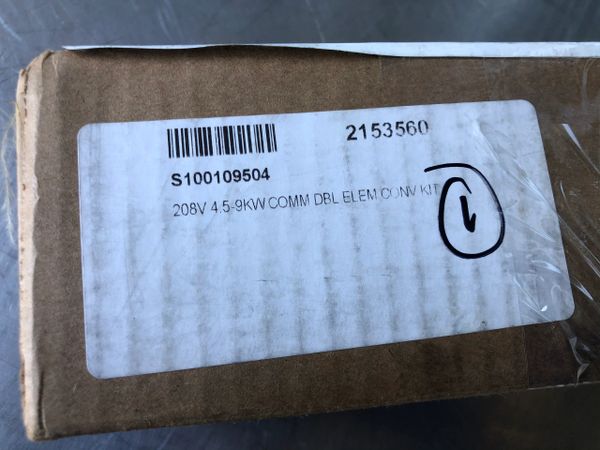 2153560
S100109504
208V 4.5-9KW COMM DBL ELEM CONV KIT
1